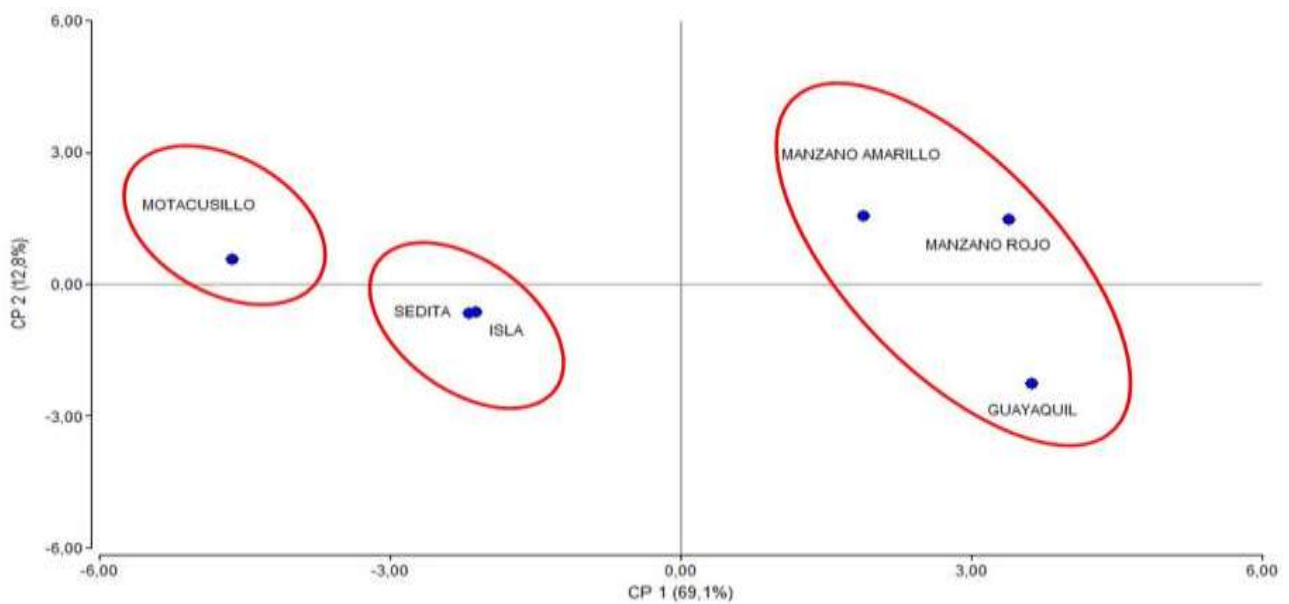 6,00
3,00
0,00
-3,00
-6,00
CP 2 (12,8%)
MOTACUSILLO
SEDITA
ISLA
MANZANO AMARILLO
MANZANO ROJO
GUAYAQUIL
-6,00 -3,00 0,00 3,00 6,00
CP 1 (69,1%)